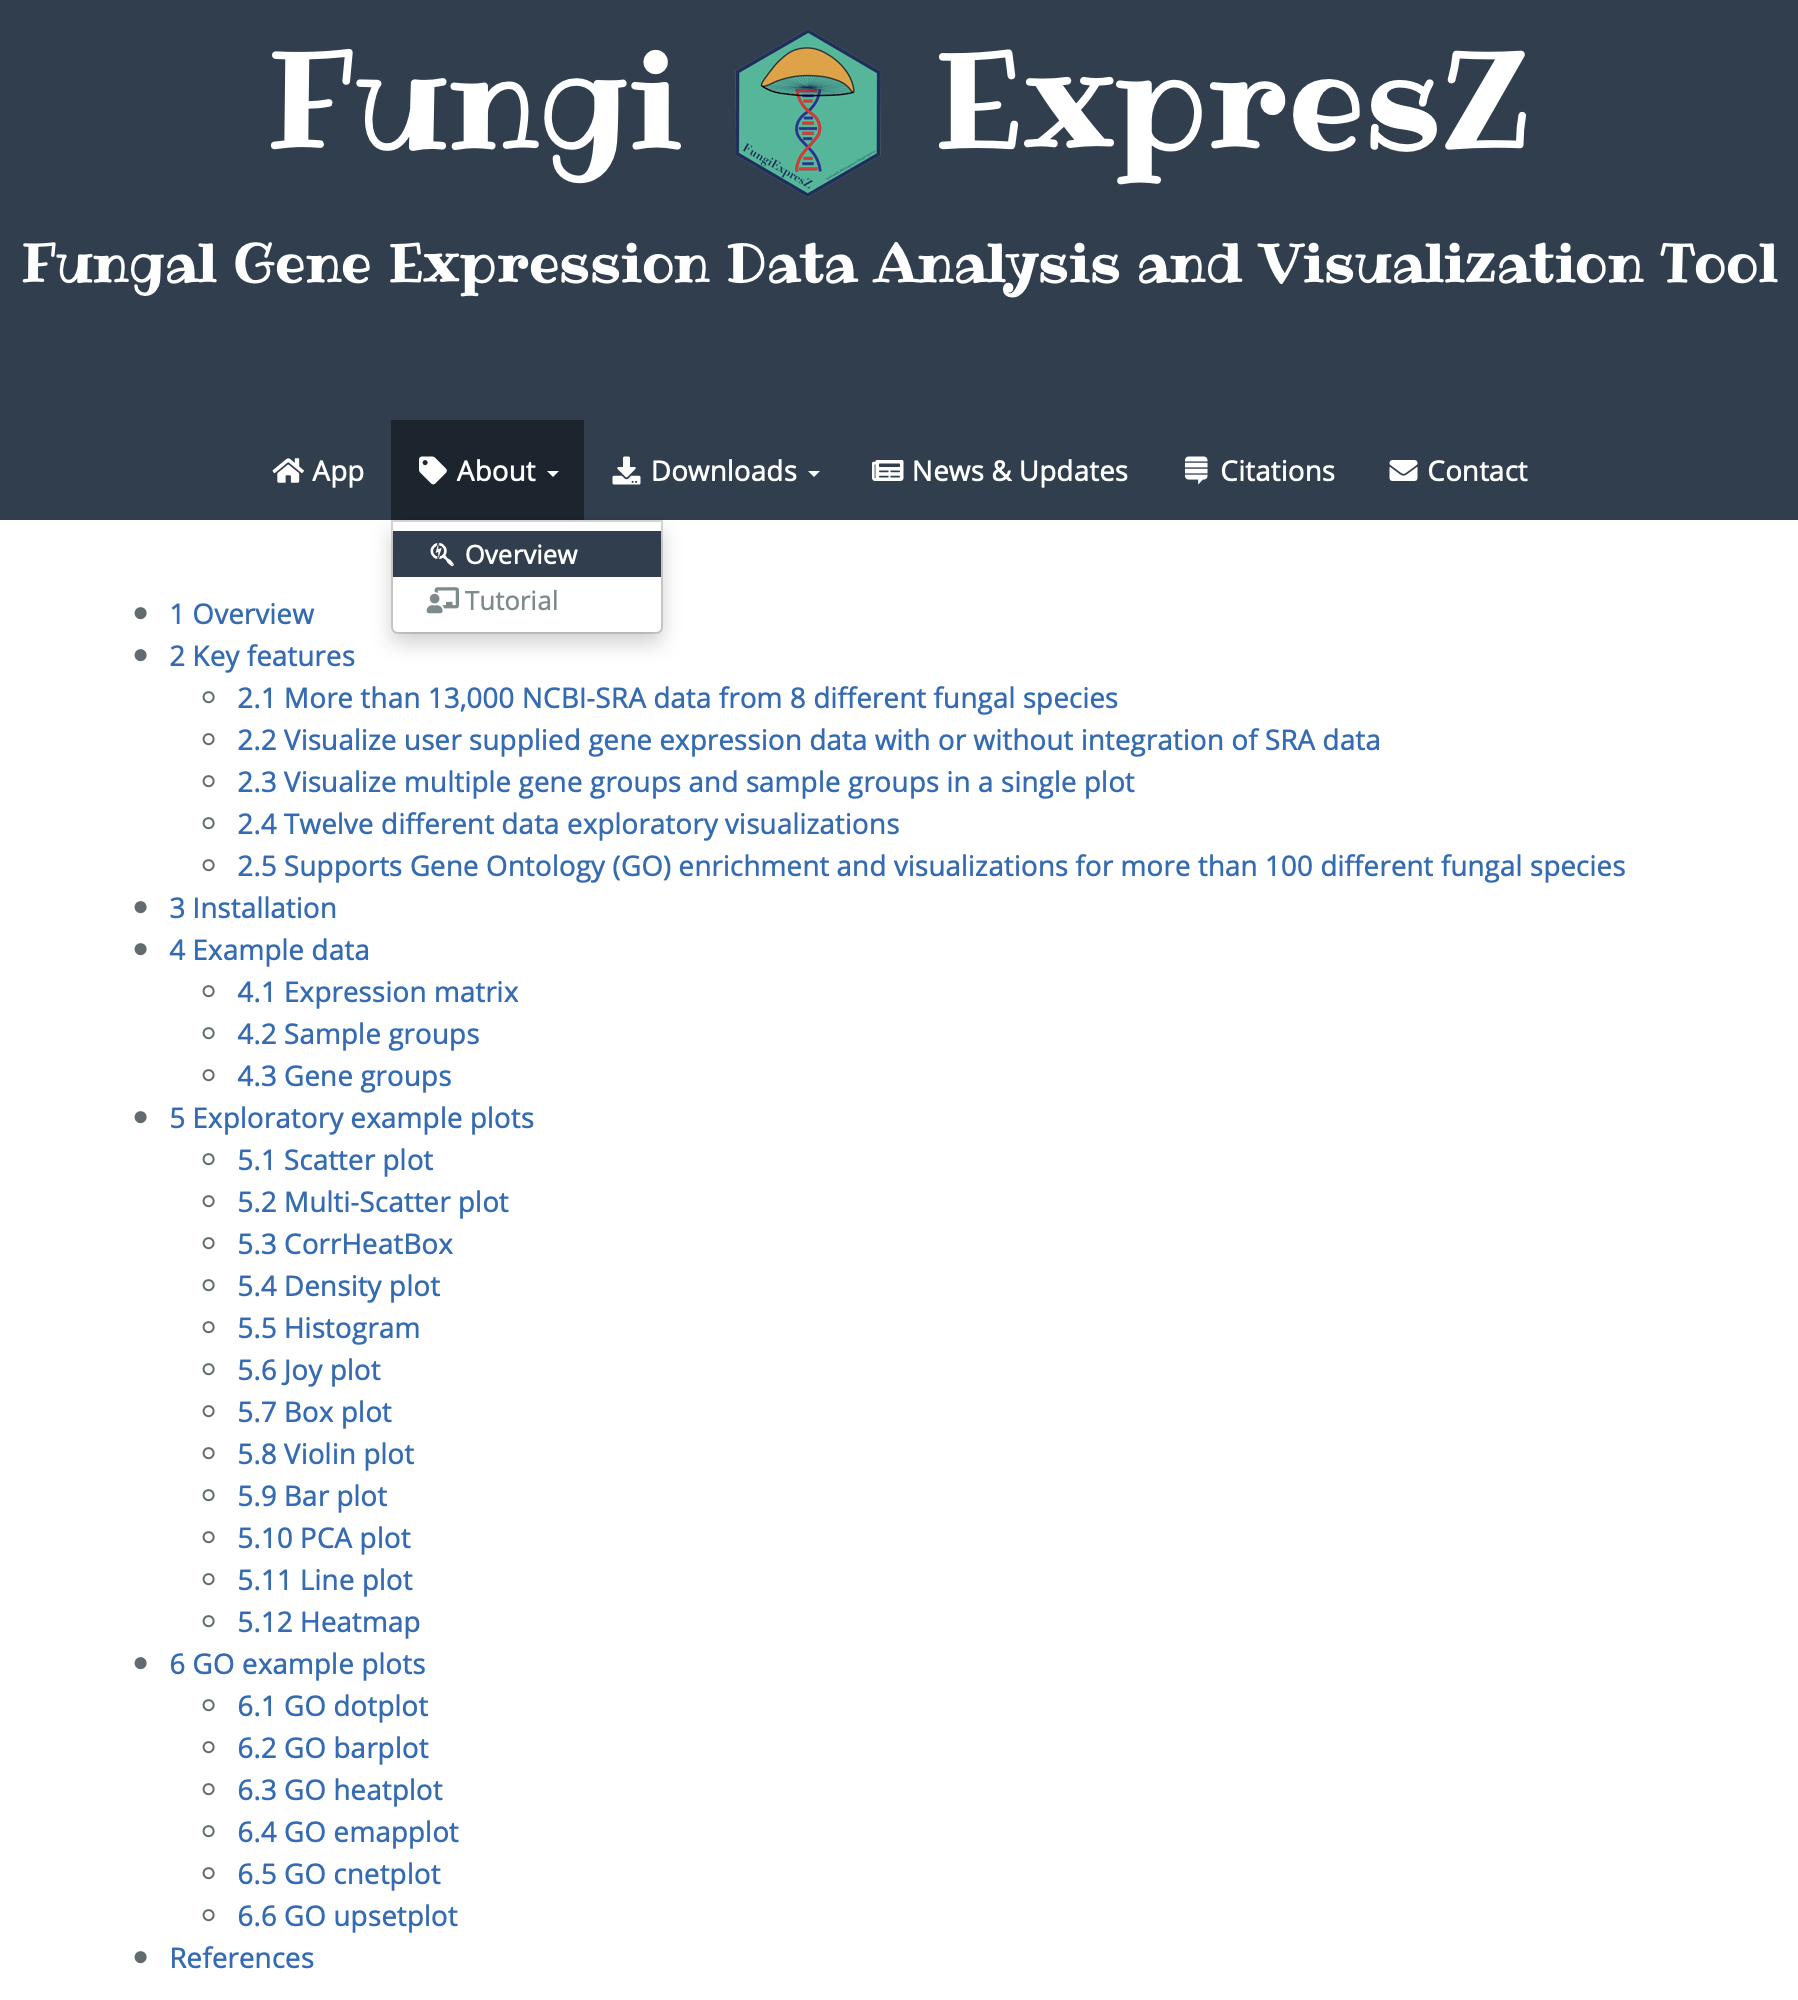 Fungi ExpresZ
FungiExpresZ
Fungal Gene Expression Data Analysis and Visualization Tool
App About Downloads News & Updates Citations Contact
Overview
Tutorial
1 Overview
2 Key features
2.1 More than 13,000 NCBI-SRA data from 8 different fungal species
2.2 Visualize user supplied gene expression data with or without integration of SRA data
2.3 Visualize multiple gene groups and sample groups in a single plot
2.4 Twelve different data exploratory visualizations
2.5 Supports Gene Ontology (GO) enrichment and visualizations for more than 100 different fungal species
3 Installation
4 Example data
4.1 Expression matrix
4.2 Sample groups
4.3 Gene groups
5 Exploratory example plots
5.1 Scatter plot
5.2 Multi-Scatter plot
5.3 CorrHeatBox
5.4 Density plot
5.5 Histogram
5.6 Joy plot
5.7 Box plot
5.8 Violin plot
5.9 Bar plot
5.10 PCA plot
5.11 Line plot
5.12 Heatmap
6 GO example plots
6.1 GO dotplot
6.2 GO barplot
6.3 GO heatplot
6.4 GO emapplot
6.5 GO cnetplot
6.6 GO upsetplot
References